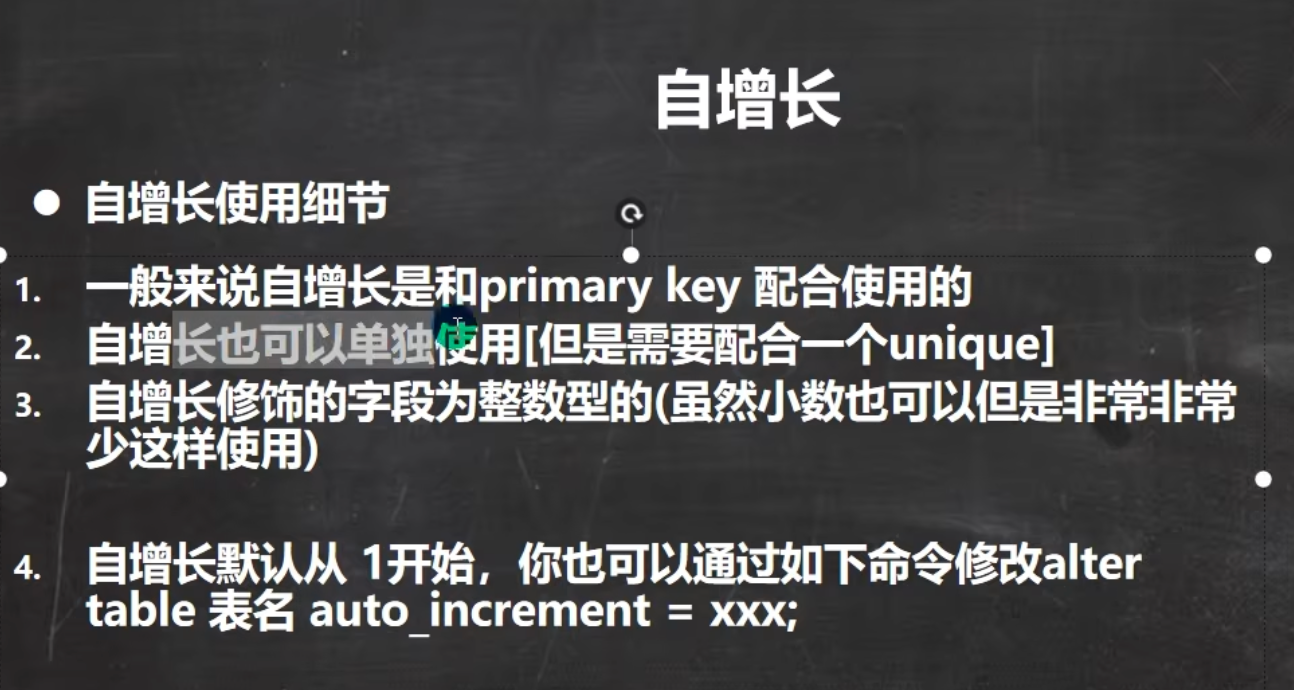 自增长
● 自增长使用细节
1. 一般来说自增长是和primary key 配合使用的
2. 自增长也可以单独使用[但是需要配合一个unique]
3. 自增长修饰的字段为整数型的(虽然小数也可以但是非常非常
少这样使用)
4. 自增长默认从 1开始，你也可以通过如下命令修改alter
table 表名 auto_increment = xxx;